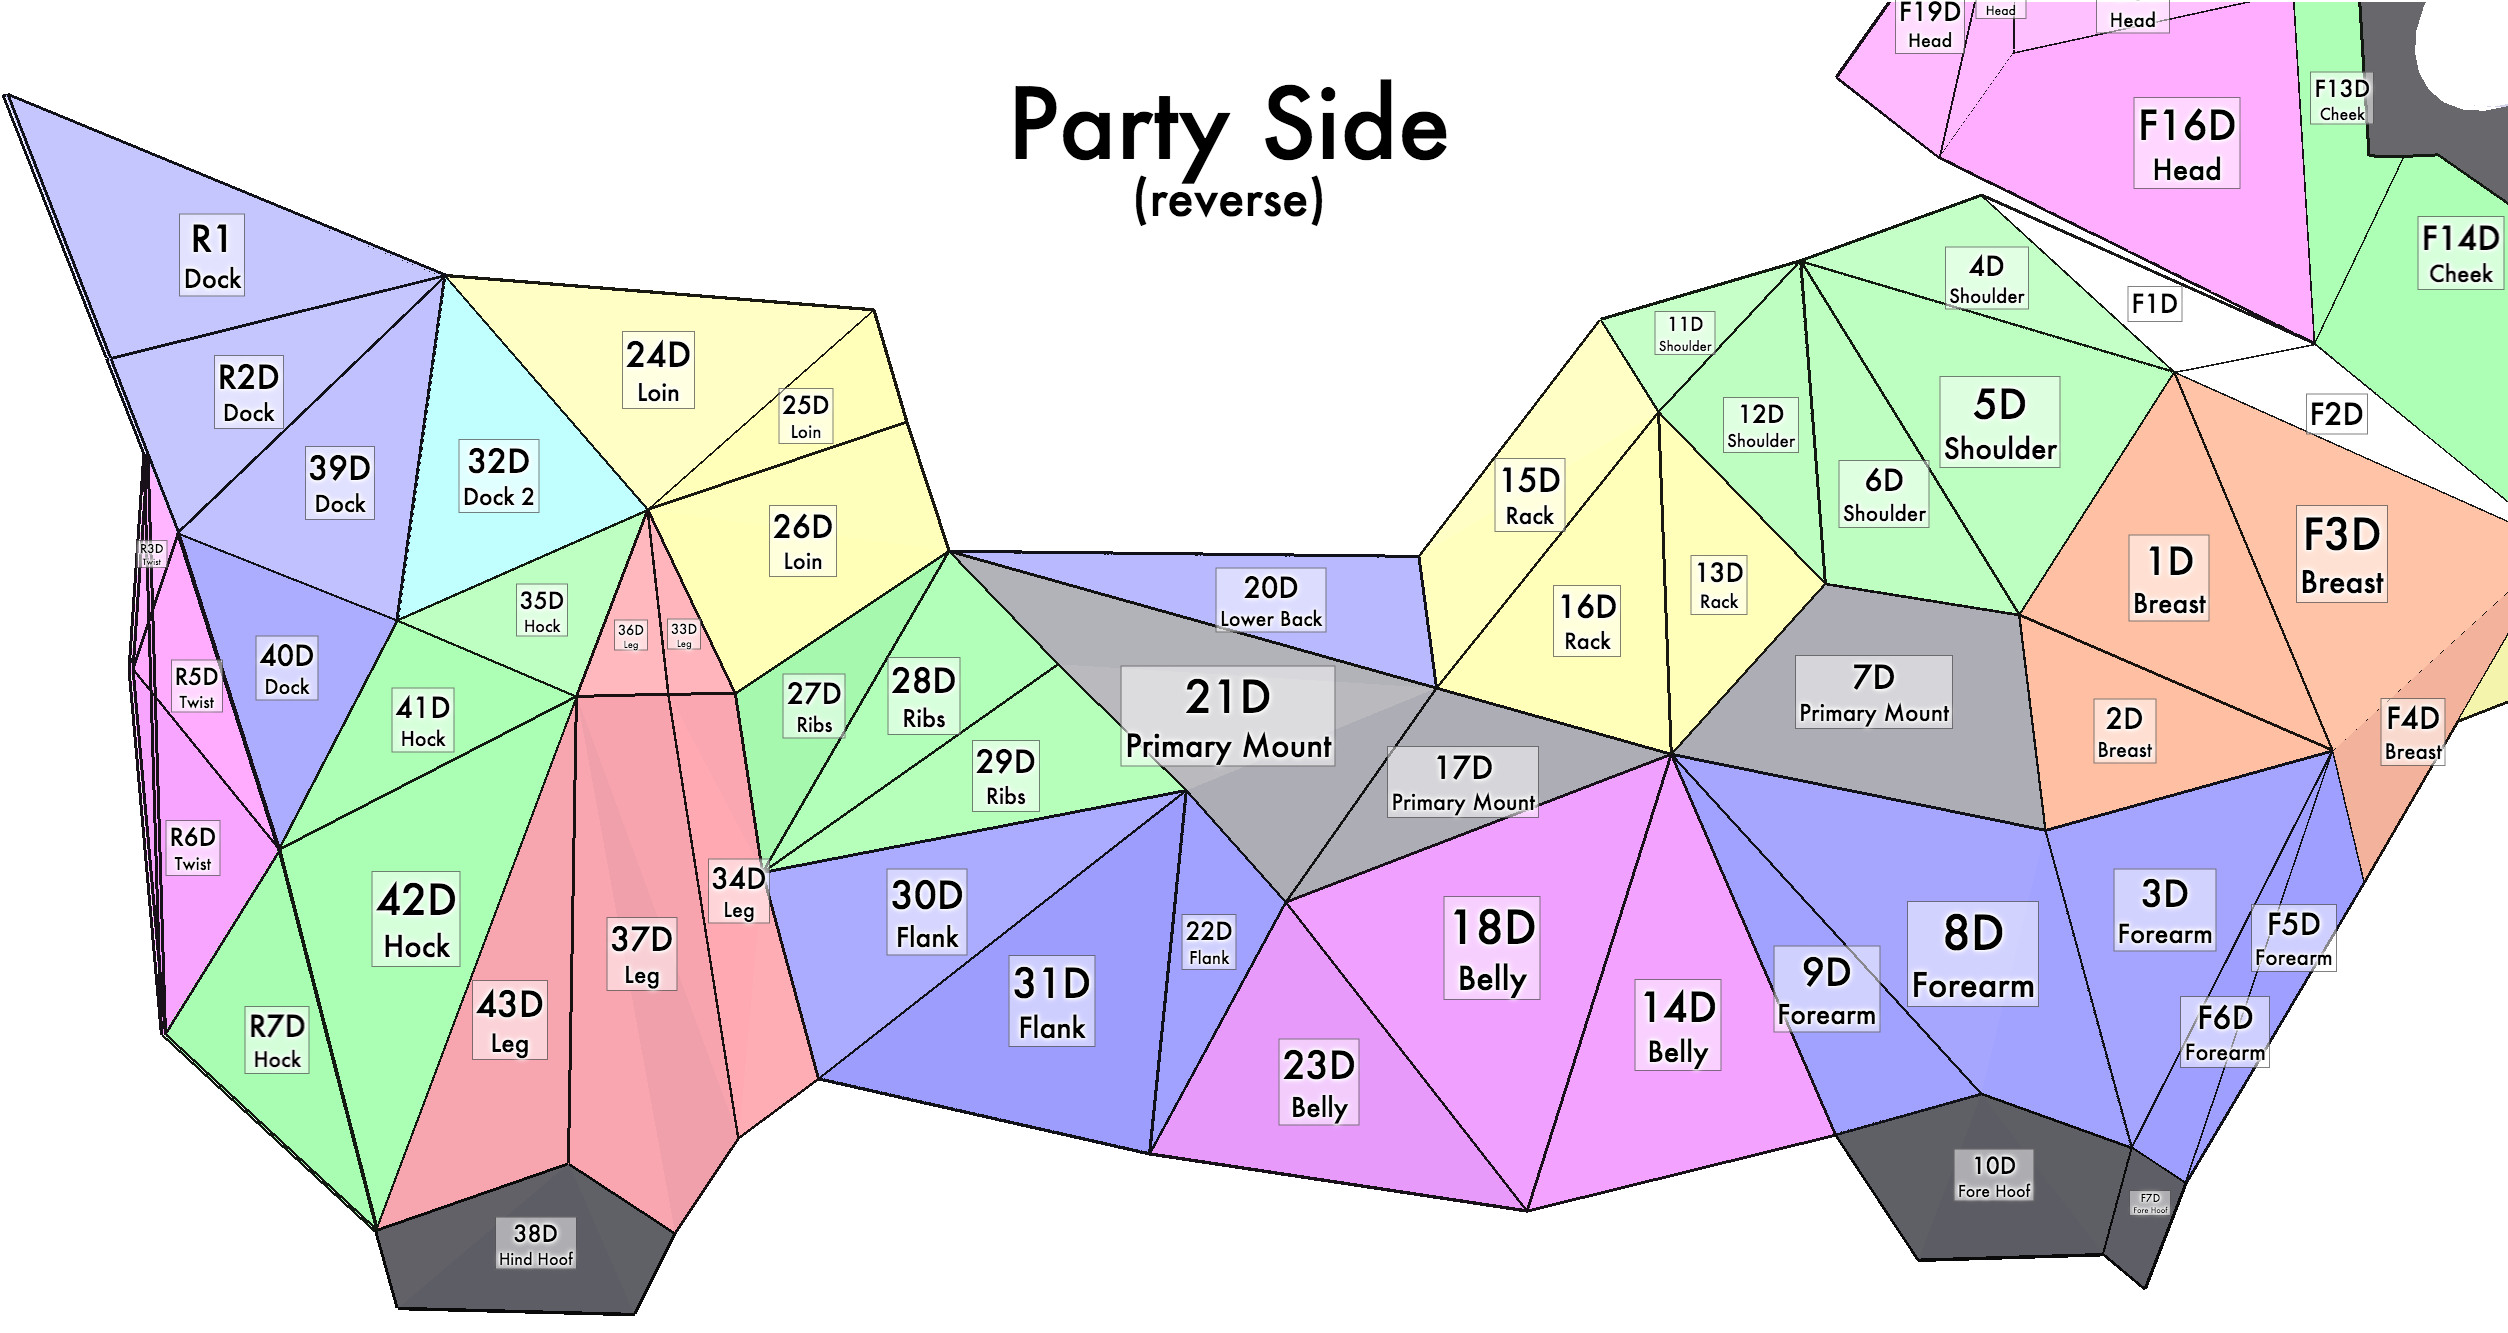 F19D
Head
Head
Head
Party Side
(reverse)
F13D
Cheek
F16D
Head
R1
Dock
F14D
Cheek
4D
Shoulder
F1D
11D
Shoulder
24D
Loin
R2D
Dock
25D
Loin
5D
Shoulder
12D
Shoulder
F2D
39D
Dock
32D
Dock 2
15D
Rack
6D
Shoulder
26D
Loin
F3D
Breast
R3D
Twist
1D
Breast
13D
Rack
20D
Lower Back
35D
Hock
16D
Rack
36D
Leg
33D
Leg
40D
Dock
R5D
Twist
28D
Ribs
27D
Ribs
21D
Primary Mount
7D
Primary Mount
41D
Hock
2D
Breast
F4D
Breast
29D
Ribs
17D
Primary Mount
R6D
Twist
34D
Leg
30D
Flank
42D
Hock
3D
Forearm
18D
Belly
8D
Forearm
22D
Flank
37D
Leg
F5D
Forearm
9D
Forearm
31D
Flank
43D
Leg
14D
Belly
R7D
Hock
F6D
Forearm
23D
Belly
10D
Fore Hoof
F7D
Fore Hoof
38D
Hind Hoof